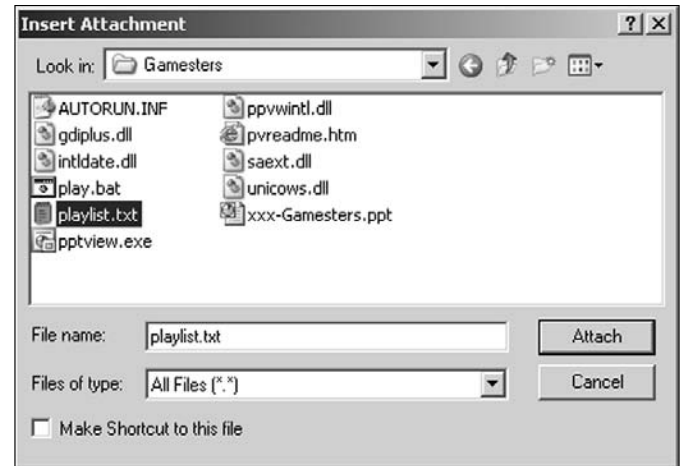 Insert Attachment
Look in: Gamesters
AUTORUN.INF
gdiplus.dll
intldate.dll
play.bat
playlist.txt
pptview.exe
ppvwintl.dll
pvreadme.htm
saext.dll
unicows.dll
xxx-Gamesters.ppt
File name: playlist.txt
Attach
Files of type: All Files (*.*)
Cancel
Make Shortcut to this file